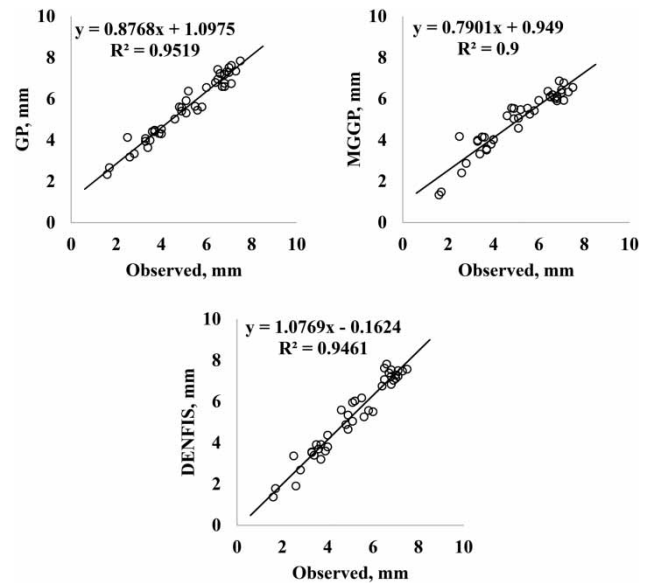 y = 0.8768x + 1.0975
R² = 0.9519
10
8
6
4
2
0
GP, mm
0 2 4 6 8 10
Observed, mm
y = 0.7901x + 0.949
R² = 0.9
10
8
6
4
2
0
MGGP, mm
0 2 4 6 8 10
Observed, mm
y = 1.0769x - 0.1624
R² = 0.9461
10
8
6
4
2
0
DENFIS, mm
0 2 4 6 8 10
Observed, mm